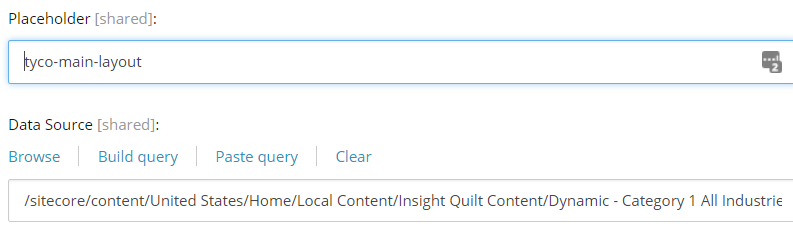 Placeholder [shared]:
tyco-main-layout
2
Data Source [shared]:
Browse Build query Paste query Clear
/sitecore/content/United States/Home/Local Content/Insight Quilt Content/Dynamic - Category 1 All Industrie